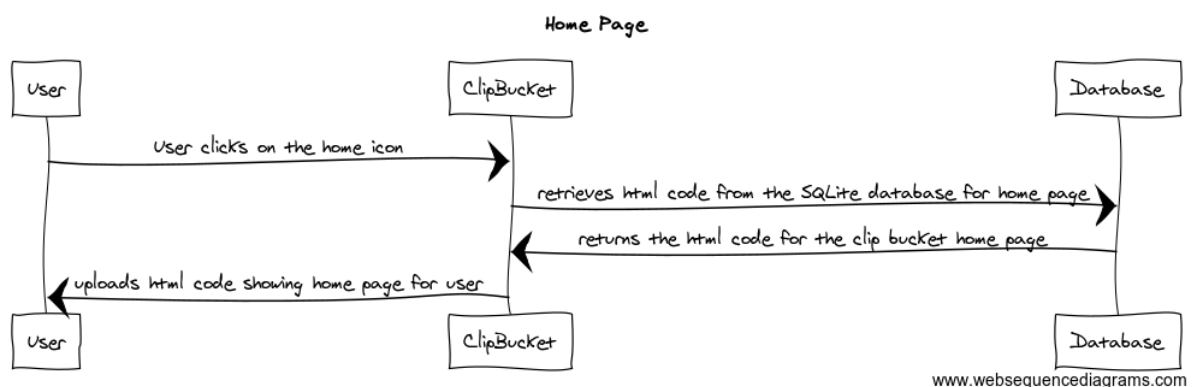 Home Page
User
ClipBucket
Database
User clicks on the home icon
retrieves html code from the SQLite database for home page
returns the html code for the clip bucket home page
uploads html code showing home page for user
User
ClipBucket
Database
www.websequencediagrams.com